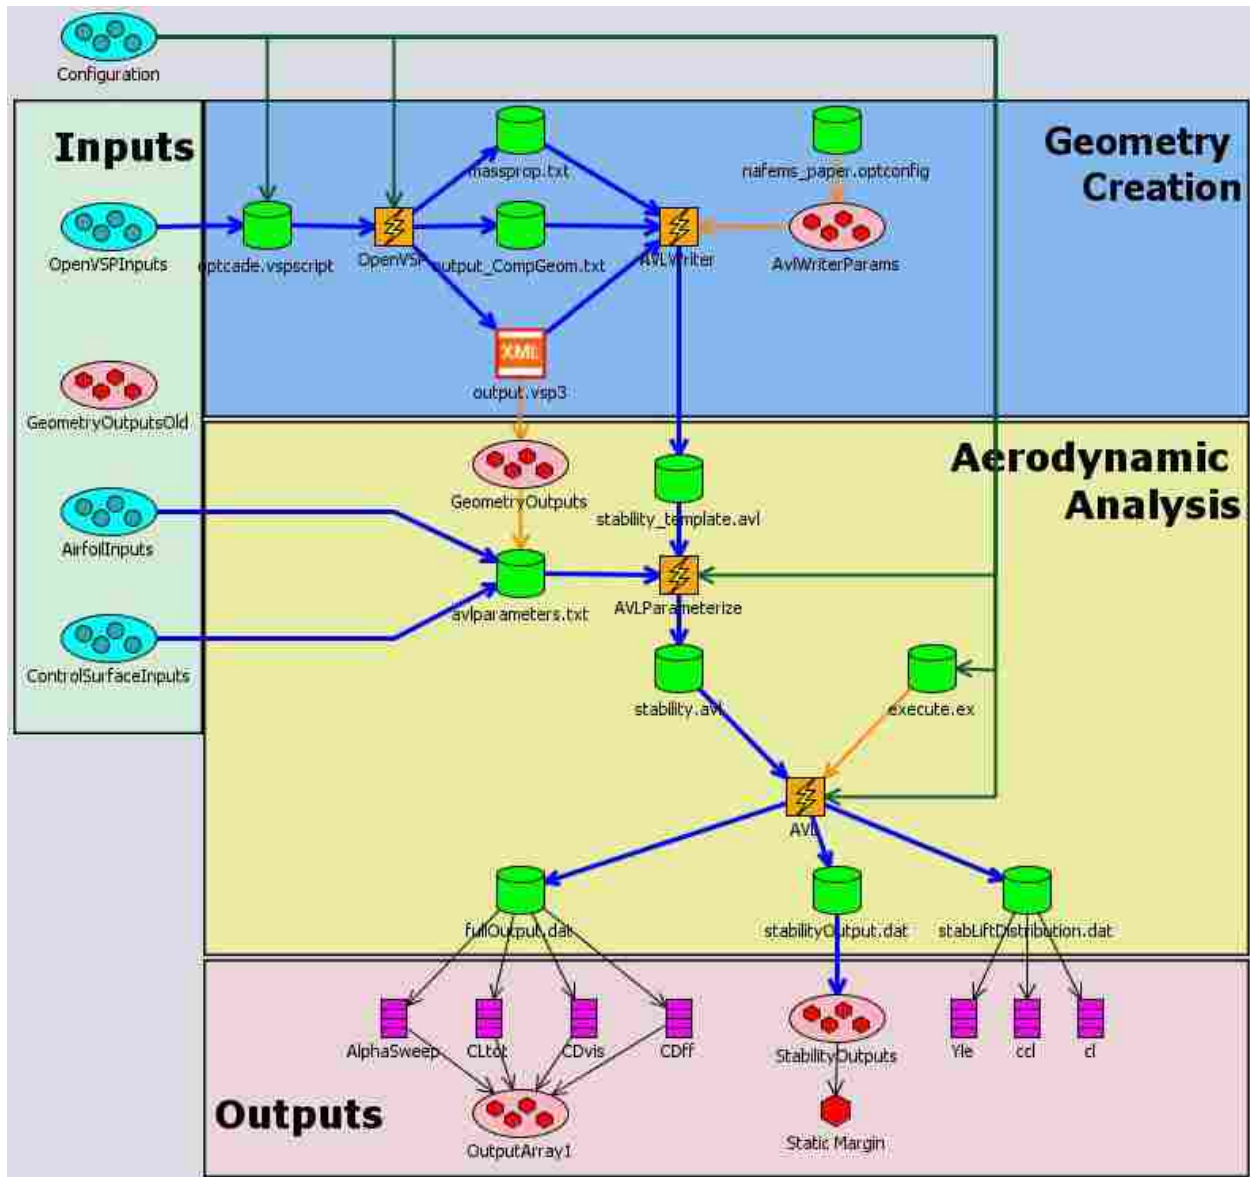 Configuration
Inputs
Geometry
Creation
massprop.txt
nafems_paper.optconfig
OpenVSPInputs
optcade.vspscript
OpenVSP
output_CompGeom.txt
AVLWriter
AvlWriterParams
XML
output.vsp3
GeometryOutputsOld
Aerodynamic
Analysis
GeometryOutputs
stability_template.avl
AirfoilInputs
avlparameters.txt
AVLParameterize
ControlSurfaceInputs
stability.avl
execute.ex
AVL
fullOutput.dat
stabilityOutput.dat
stabLiftDistribution.dat
AlphaSweep
CLtot
CDvis
CDff
StabilityOutputs
Yle
ccl
cl
Outputs
OutputArray1
Static Margin